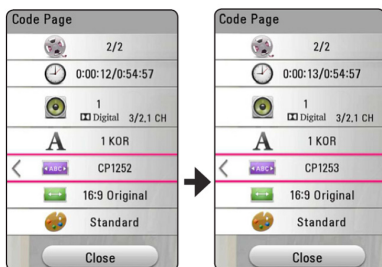 Code Page
2/2
0:00:12/0:54:57
1
Digital 3/2.1 CH
A 1 KOR
ABC CP1252
16:9 Original
Standard
Close
Code Page
2/2
0:00:13/0:54:57
1
Digital 3/2.1 CH
A 1 KOR
ABC CP1253
16:9 Original
Standard
Close